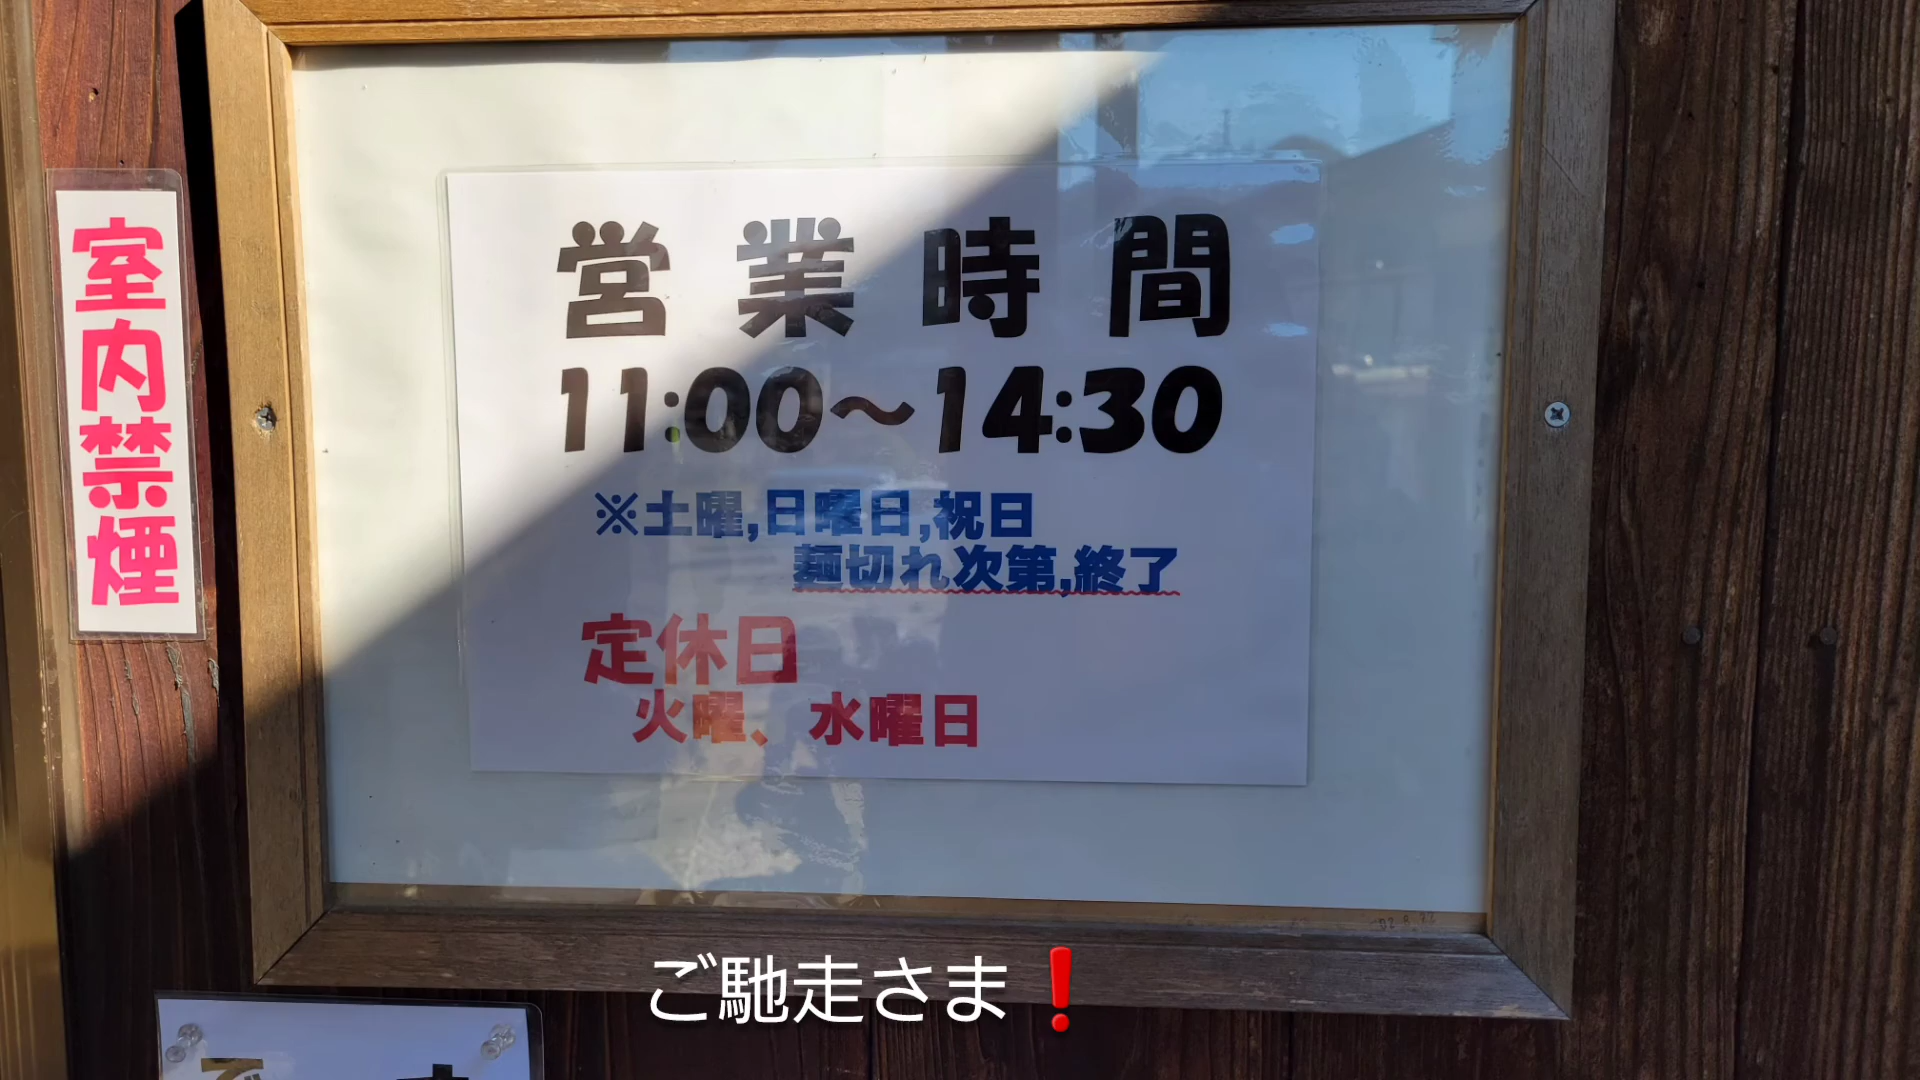 室内禁煙
営業時間
11:00〜14:30
※土曜,日曜日,祝日
麺切れ次第,終了
定休日
火曜、水曜日
ご馳走さま❗